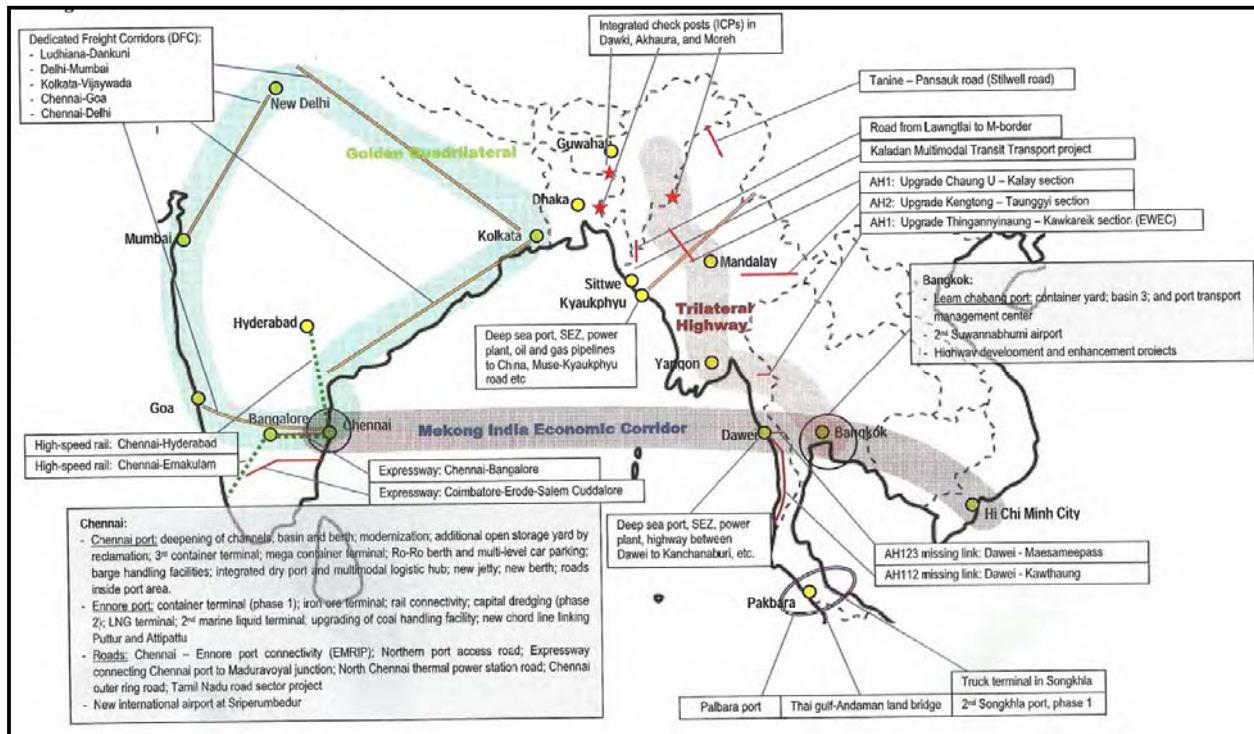 Dedicated Freight Corridors (DFC):
- Ludhiana-Dankuni
- Delhi-Mumbai
- Kolkata-Vijaywada
- Chennai-Goa
- Chennai-Delhi
Integrated check posts (ICPs) in
Dawki, Akhaura, and Moreh
Tanine – Pansauk road (Stilwell road)
Road from Lawngtlai to M-border
Kaladan Multimodal Transit Transport project
AH1: Upgrade Chaung U – Kalay section
AH2: Upgrade Kengtong – Taunggyi section
AH1: Upgrade Thingannyinaung – Kawkareik section (EWEC)
New Delhi
Golden Quadrilateral
Guwahati
Dhaka
Kolkata
Mumbai
Mandalay
Sittwe
Kyaukphyu
Trilateral
Highway
Hyderabad
Yangon
Bangkok:
- Leam chabang port: container yard; basin 3; and port transport
management center
- 2nd Suwannabhumi airport
- Highway development and enhancement projects
Deep sea port, SEZ, power
plant, oil and gas pipelines
to China, Muse-Kyaukphyu
road etc
Goa
Bangalore
Chennai
Mekong India Economic Corridor
Dawei
Bangkok
High-speed rail: Chennai-Hyderabad
High-speed rail: Chennai-Ernakulam
Expressway: Chennai-Bangalore
Expressway: Coimbatore-Erode-Salem Cuddalore
Hi Chi Minh City
Chennai:
- Chennai port: deepening of channels, basin and berth; modernization; additional open storage yard by
reclamation; 3rd container terminal; mega container terminal; Ro-Ro berth and multi-level car parking;
barge handling facilities; integrated dry port and multimodal logistic hub; new jetty; new berth; roads
inside port area.
- Ennore port: container terminal (phase 1); iron ore terminal; rail connectivity; capital dredging (phase
2); LNG terminal; 2nd marine liquid terminal; upgrading of coal handling facility; new chord line linking
Puttur and Attipattu
- Roads: Chennai – Ennore port connectivity (EMRIP); Northern port access road; Expressway
connecting Chennai port to Maduravoyal junction; North Chennai thermal power station road; Chennai
outer ring road; Tamil Nadu road sector project
- New international airport at Sriperumbedur
Deep sea port, SEZ, power
plant, highway between
Dawei to Kanchanaburi, etc.
AH123 missing link: Dawei - Maesameepass
AH112 missing link: Dawei - Kawthaung
Pakbara
Truck terminal in Songkhla
Palbara port
Thai gulf-Andaman land bridge
2nd Songkhla port, phase 1